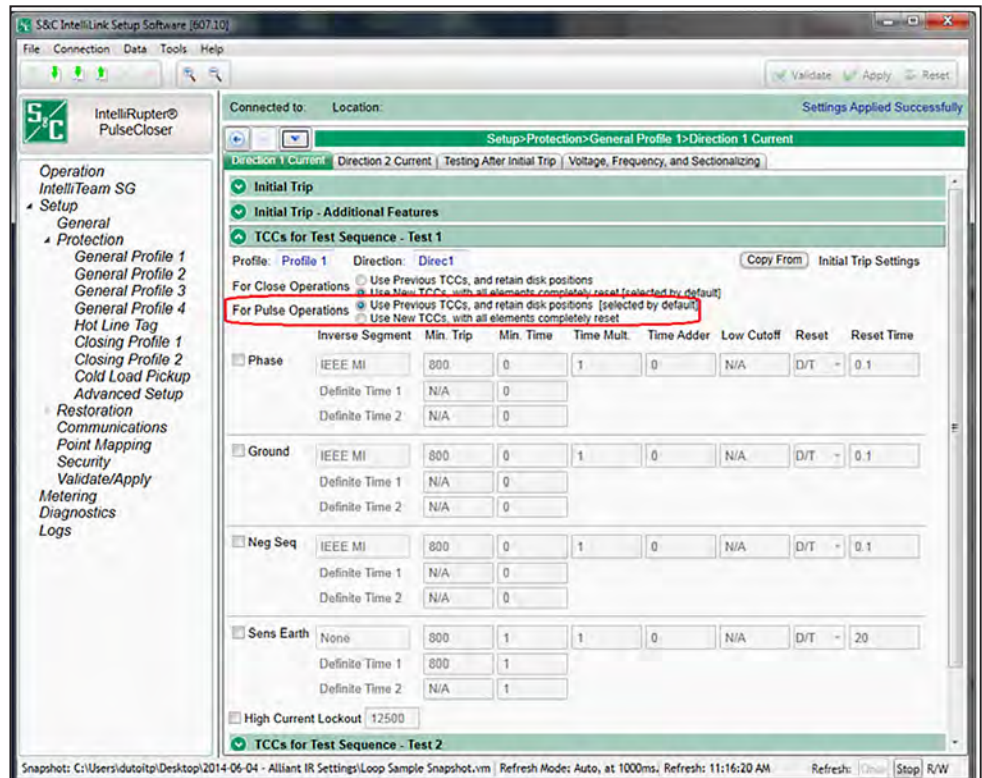 S&C IntelliLink Setup Software [607.10]
File Connection Data Tools Help
Validate Apply Reset
S&C IntelliRupter®
PulseCloser
Connected to: Location: Settings Applied Successfully
Setup>Protection>General Profile 1>Direction 1 Current
Direction 1 Current Direction 2 Current Testing After Initial Trip Voltage, Frequency, and Sectionalizing
Operation
IntelliTeam SG
Setup
General
Protection
General Profile 1
General Profile 2
General Profile 3
General Profile 4
Hot Line Tag
Closing Profile 1
Closing Profile 2
Cold Load Pickup
Advanced Setup
Restoration
Communications
Point Mapping
Security
Validate/Apply
Metering
Diagnostics
Logs
Initial Trip
Initial Trip - Additional Features
TCCs for Test Sequence - Test 1
Profile: Profile 1 Direction: Direc1 Copy From Initial Trip Settings
For Close Operations Use Previous TCCs, and retain disk positions
Use New TCCs, with all elements completely reset [selected by default]
For Pulse Operations Use Previous TCCs, and retain disk positions [selected by default]
Use New TCCs, with all elements completely reset
Inverse Segment Min. Trip Min. Time Time Mult. Time Adder Low Cutoff Reset Reset Time
Phase IEEE MI 800 0 1 0 N/A D/T 0.1
Definite Time 1 N/A 0
Definite Time 2 N/A 0
Ground IEEE MI 800 0 1 0 N/A D/T 0.1
Definite Time 1 N/A 0
Definite Time 2 N/A 0
Neg Seq IEEE MI 800 0 1 0 N/A D/T 0.1
Definite Time 1 N/A 0
Definite Time 2 N/A 0
Sens Earth None 800 1 1 0 N/A D/T 20
Definite Time 1 800 1
Definite Time 2 N/A 1
High Current Lockout 12500
TCCs for Test Sequence - Test 2
Snapshot: C:\Users\dutoitp\Desktop\2014-06-04 - Alliant IR Settings\Loop Sample Snapshot.vm Refresh Mode: Auto, at 1000ms, Refresh: 11:16:20 AM Refresh: Stop R/W